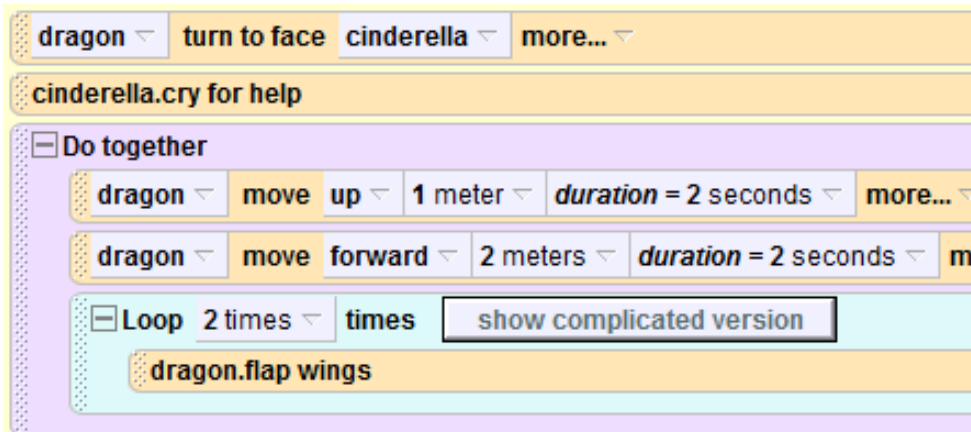 dragon turn to face cinderella more...
cinderella.cry for help
Do together
dragon move up 1 meter duration = 2 seconds more...
dragon move forward 2 meters duration = 2 seconds
Loop 2 times times show complicated version
dragon.flap wings